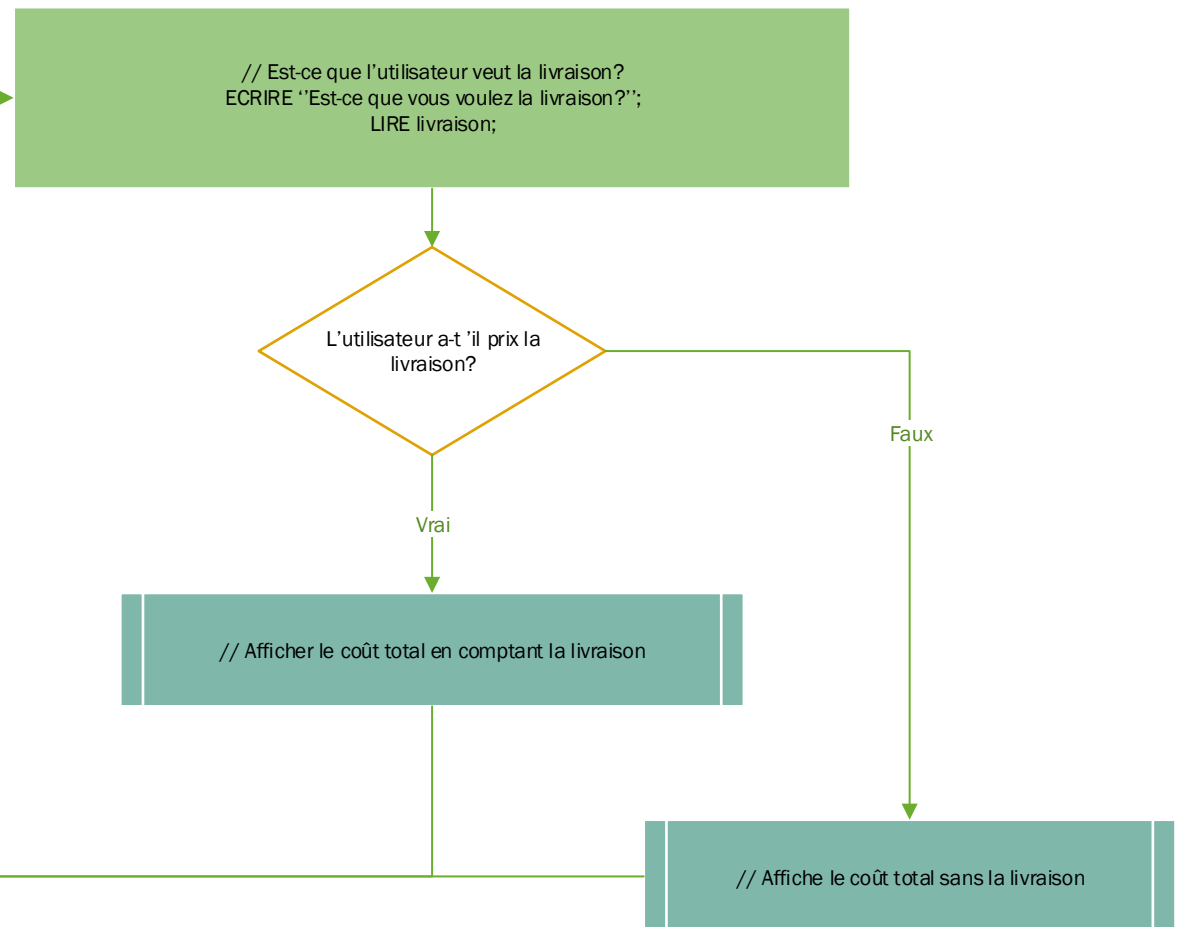 // Est-ce que l’utilisateur veut la livraison?
ECRIRE ‘’Est-ce que vous voulez la livraison?’’;
LIRE livraison;
L’utilisateur a-t ’il prix la
livraison?
Faux
Vrai
// Afficher le coût total en comptant la livraison
// Affiche le coût total sans la livraison